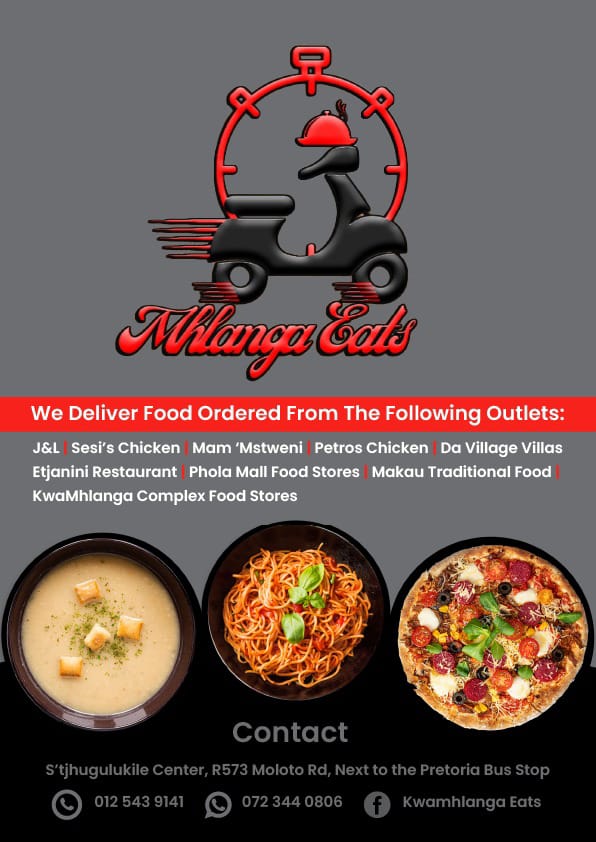 Mhlanga Eats
We Deliver Food Ordered From The Following Outlets:
J&L | Sesi's Chicken | Mam 'Mstweni | Petros Chicken | Da Village Villas
Etjanini Restaurant | Phola Mall Food Stores | Makau Traditional Food |
KwaMhlanga Complex Food Stores
Contact
S'tjhugulukile Center, R573 Moloto Rd, Next to the Pretoria Bus Stop
012 543 9141 072 344 0806 Kwamhlanga Eats